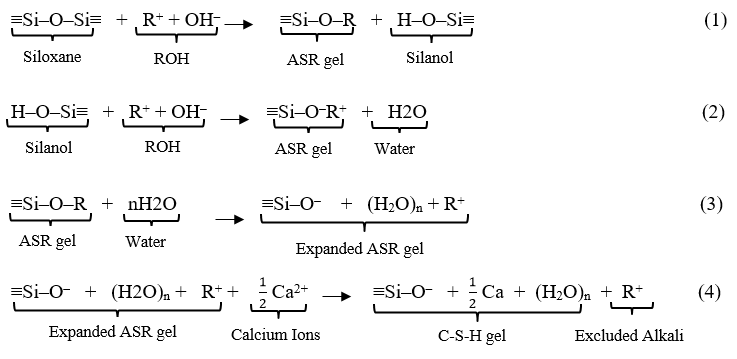 ≡Si–O–Si≡ + R⁺ + OH⁻ → ≡Si–O–R + H–O–Si≡ (1)
Siloxane ROH ASR gel Silanol
H–O–Si≡ + R⁺ + OH⁻ → ≡Si–O⁻R⁺ + H2O (2)
Silanol ROH ASR gel Water
≡Si–O–R + nH2O → ≡Si–O⁻ + (H₂O)ₙ + R⁺ (3)
ASR gel Water Expanded ASR gel
≡Si–O⁻ + (H2O)ₙ + R⁺ + ½ Ca²⁺ → ≡Si–O⁻ + ½ Ca + (H₂O)ₙ + R⁺ (4)
Expanded ASR gel Calcium Ions C-S-H gel Excluded Alkali